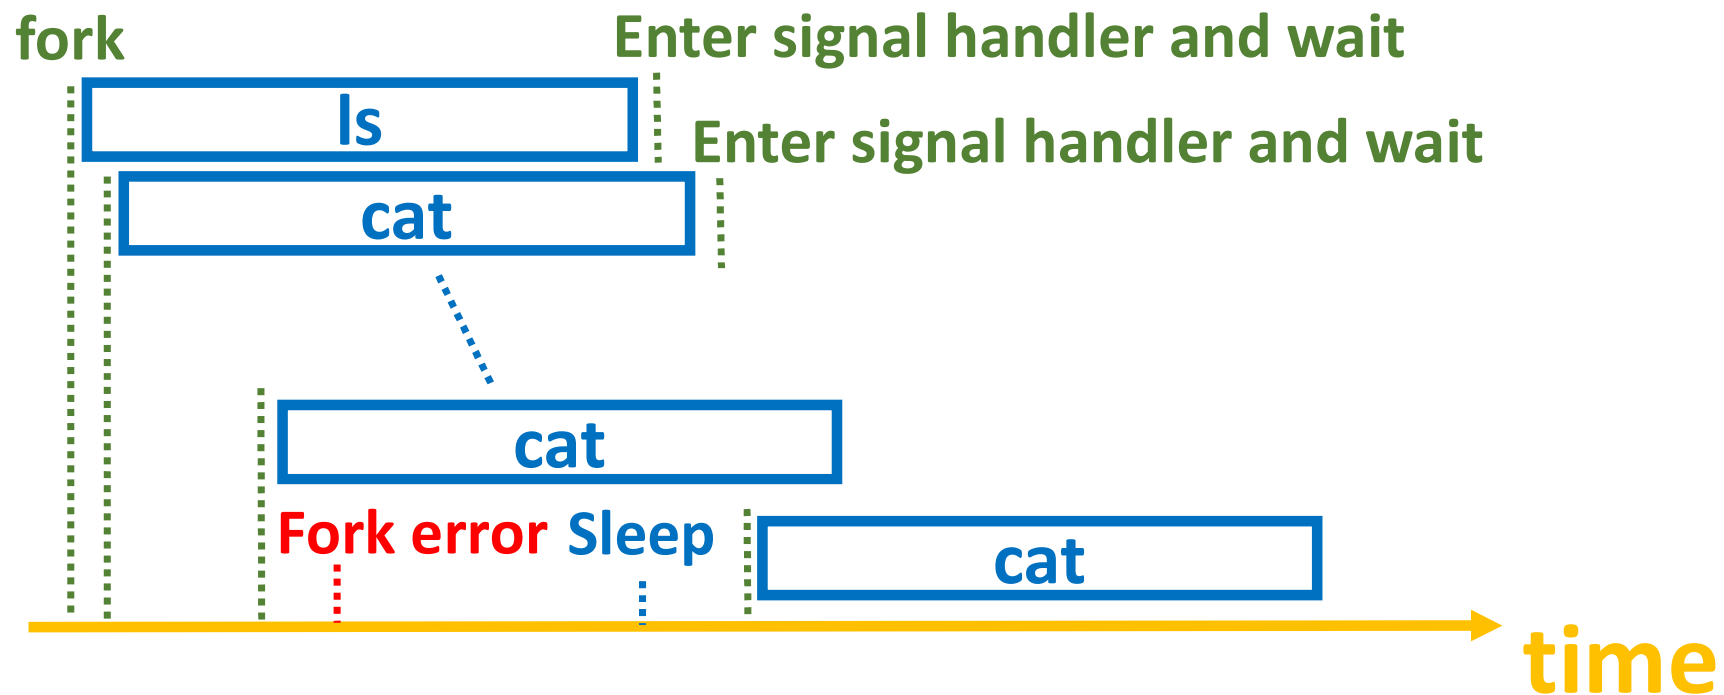 fork
Enter signal handler and wait
ls
Enter signal handler and wait
cat
cat
Fork error
Sleep
cat
time